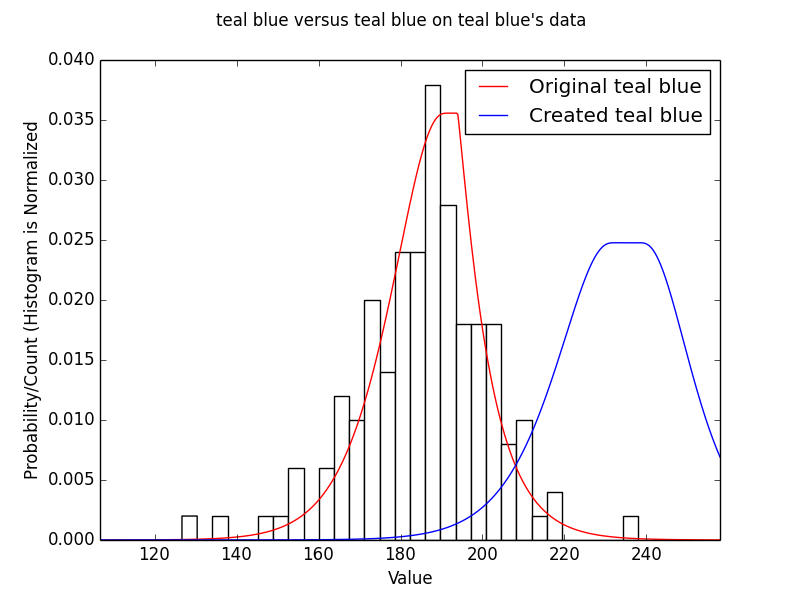 teal blue versus teal blue on teal blue's data
Original teal blue
Created teal blue
Probability/Count (Histogram is Normalized
0.040
0.035
0.030
0.025
0.020
0.015
0.010
0.005
0.000
120 140 160 180 200 220 240
Value